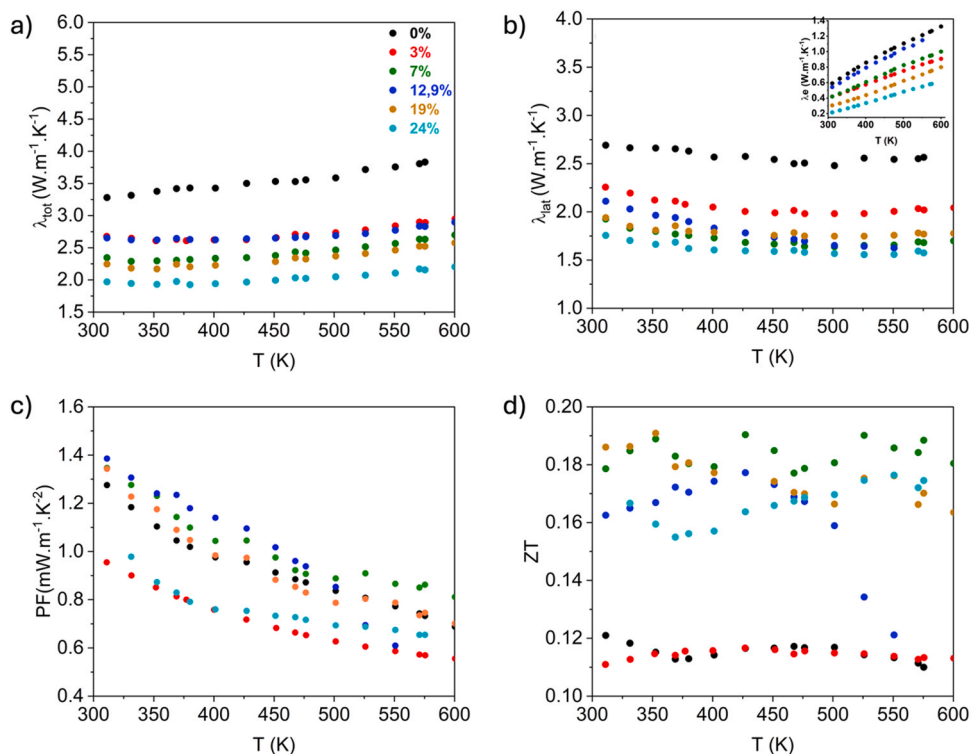 a)
6.0
5.5
5.0
4.5
4.0
3.5
3.0
2.5
2.0
1.5
λtot (W.m-1.K-1)
0%
3%
7%
12,9%
19%
24%
300 350 400 450 500 550 600
T (K)
b)
4.0
3.5
3.0
2.5
2.0
1.5
1.0
λlat (W.m-1.K-1)
1.4
1.2
1.0
0.8
0.6
0.4
0.2
λe (W.m-1.K-1)
300 400 500 600
T (K)
300 350 400 450 500 550 600
T (K)
c)
1.6
1.4
1.2
1.0
0.8
0.6
0.4
PF(mW.m-1.K-2)
300 350 400 450 500 550 600
T (K)
d)
0.20
0.18
0.16
0.14
0.12
0.10
ZT
300 350 400 450 500 550 600
T (K)